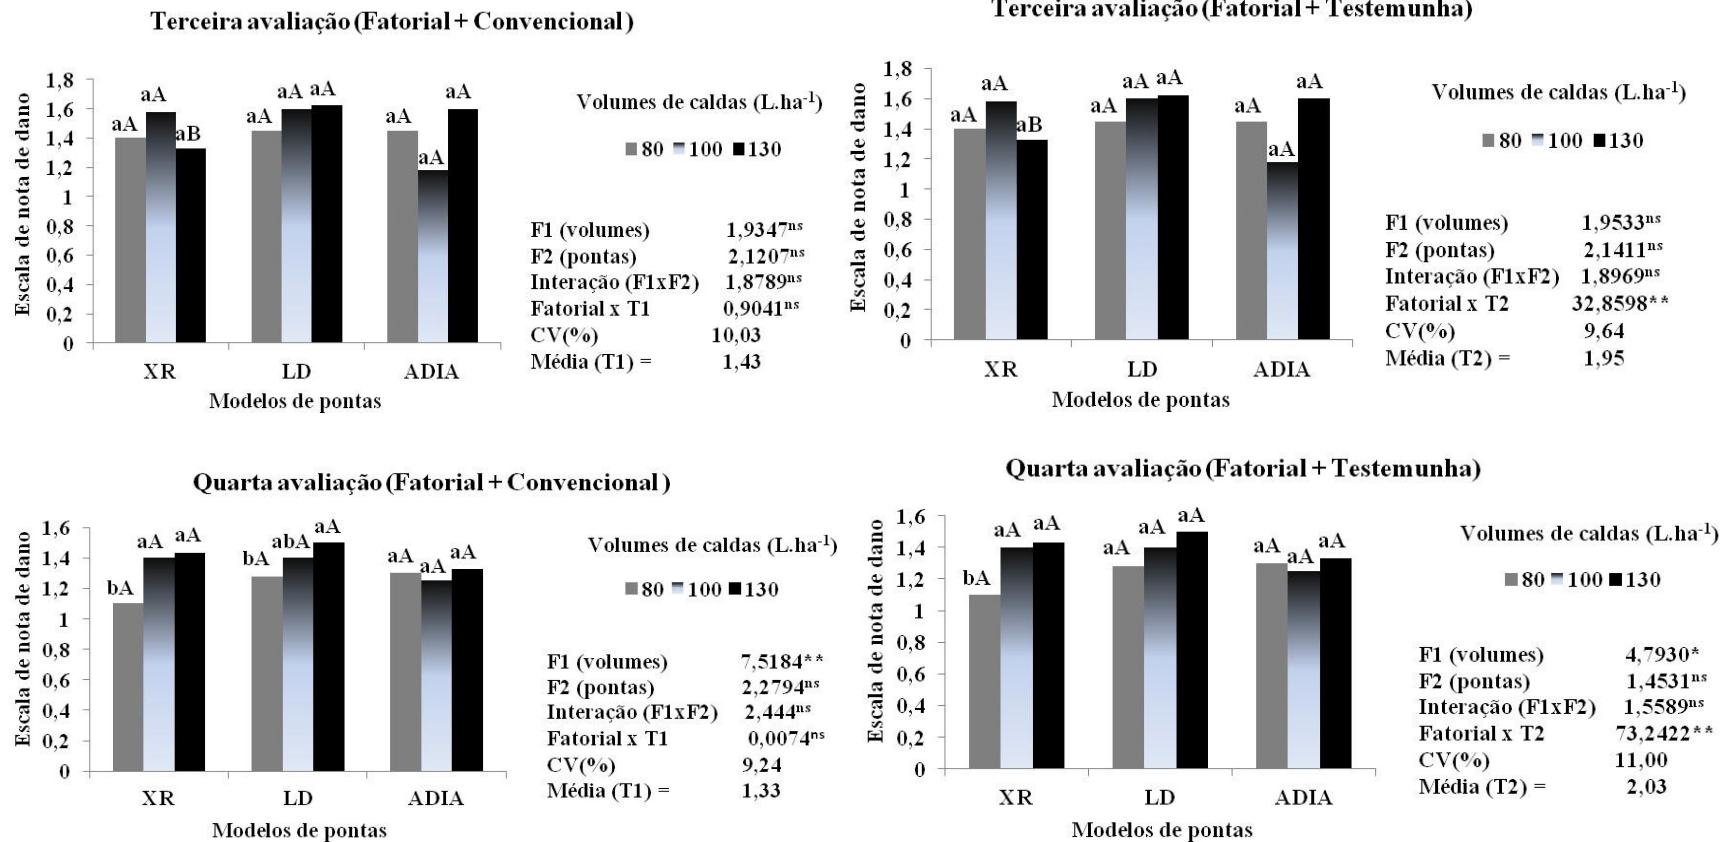 Terceira avaliação (Fatorial + Convencional)
Escala de nota de dano
1,8
1,6
1,4
1,2
1
0,8
0,6
0,4
0,2
0
aA aA aB
aA aA aA
aA aA aA
XR LD ADIA
Modelos de pontas
Volumes de caldas (L.ha⁻¹)
80 100 130
F1 (volumes) 1,9347ⁿˢ
F2 (pontas) 2,1207ⁿˢ
Interação (F1xF2) 1,8789ⁿˢ
Fatorial x T1 0,9041ⁿˢ
CV(%) 10,03
Média (T1) = 1,43
Terceira avaliação (Fatorial + Testemunha)
Escala de nota de dano
1,8
1,6
1,4
1,2
1
0,8
0,6
0,4
0,2
0
aA aA aB
aA aA aA
aA aA aA
XR LD ADIA
Modelos de pontas
Volumes de caldas (L.ha⁻¹)
80 100 130
F1 (volumes) 1,9533ⁿˢ
F2 (pontas) 2,1411ⁿˢ
Interação (F1xF2) 1,8969ⁿˢ
Fatorial x T2 32,8598**
CV(%) 9,64
Média (T2) = 1,95
Quarta avaliação (Fatorial + Convencional)
Escala de nota de dano
1,6
1,4
1,2
1
0,8
0,6
0,4
0,2
0
bA aA aA
bA abA aA
aA aA aA
XR LD ADIA
Modelos de pontas
Volumes de caldas (L.ha⁻¹)
80 100 130
F1 (volumes) 7,5184**
F2 (pontas) 2,2794ⁿˢ
Interação (F1xF2) 2,444ⁿˢ
Fatorial x T1 0,0074ⁿˢ
CV(%) 9,24
Média (T1) = 1,33
Quarta avaliação (Fatorial + Testemunha)
Escala de nota de dano
1,6
1,4
1,2
1
0,8
0,6
0,4
0,2
0
bA aA aA
aA aA aA
aA aA aA
XR LD ADIA
Modelos de pontas
Volumes de caldas (L.ha⁻¹)
80 100 130
F1 (volumes) 4,7930*
F2 (pontas) 1,4531ⁿˢ
Interação (F1xF2) 1,5589ⁿˢ
Fatorial x T2 73,2422**
CV(%) 11,00
Média (T2) = 2,03